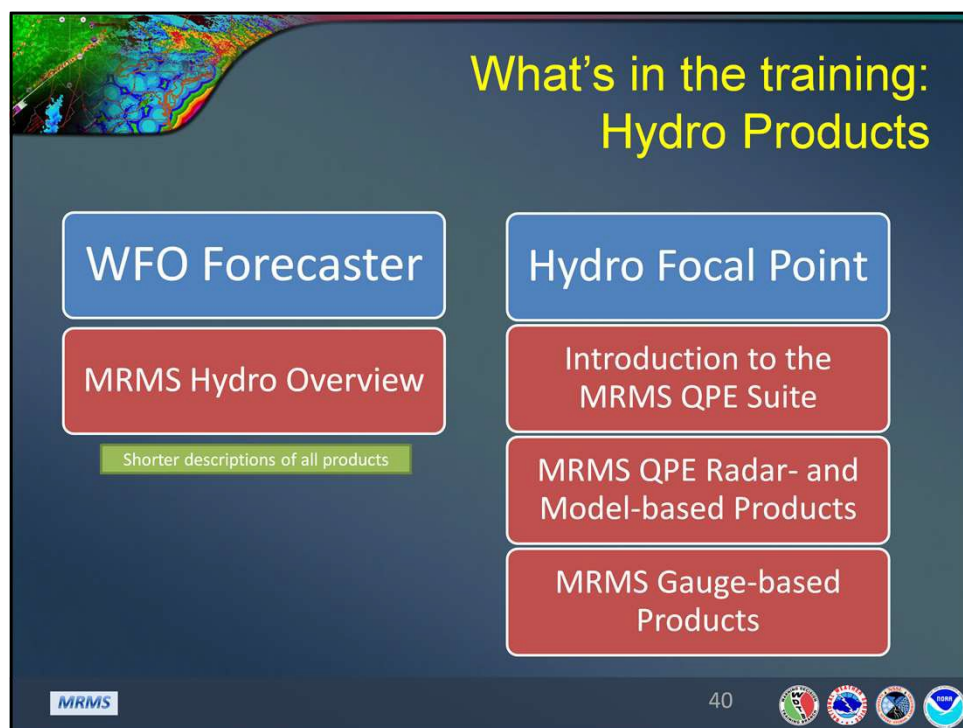 What's in the training:
Hydro Products
WFO Forecaster
MRMS Hydro Overview
Shorter descriptions of all products
Hydro Focal Point
Introduction to the
MRMS QPE Suite
MRMS QPE Radar- and
Model-based Products
MRMS Gauge-based
Products
MRMS
40
NOAA